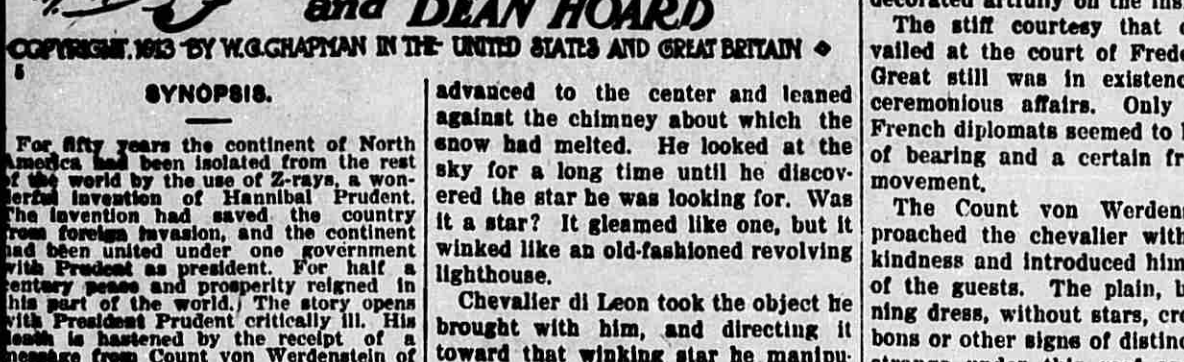 and DEAN HOARD
COPYRIGHT. 1913 BY W.G. CHAPMAN IN THE UNITED STATES AND GREAT BRITAIN
SYNOPSIS.
For fifty years the continent of North
America had been isolated from the rest
of the world by the use of Z-rays, a won-
derful invention of Hannibal Prudent.
The invention had saved the country
from foreign invasion, and the continent
had been united under one government
with Prudent as president. For half a
century peace and prosperity reigned in
this part of the world. The story opens
with President Prudent critically ill. His
death is hastened by the receipt of a
message from Count von Werdenstein of
advanced to the center and leaned
against the chimney about which the
snow had melted. He looked at the
sky for a long time until he discov-
ered the star he was looking for. Was
it a star? It gleamed like one, but it
winked like an old-fashioned revolving
lighthouse.
Chevalier di Leon took the object he
brought with him, and directing it
toward that winking star he manipu-
decorated artfully on the
The stiff courtesy that
vailed at the court of
Great still was in
ceremonious affairs. Only
French diplomats seemed to
of bearing and a certain
movement.
The Count von
proached the chevalier
kindness and introduced
of the guests. The plain,
ning dress, without stars,
bons or other signs of